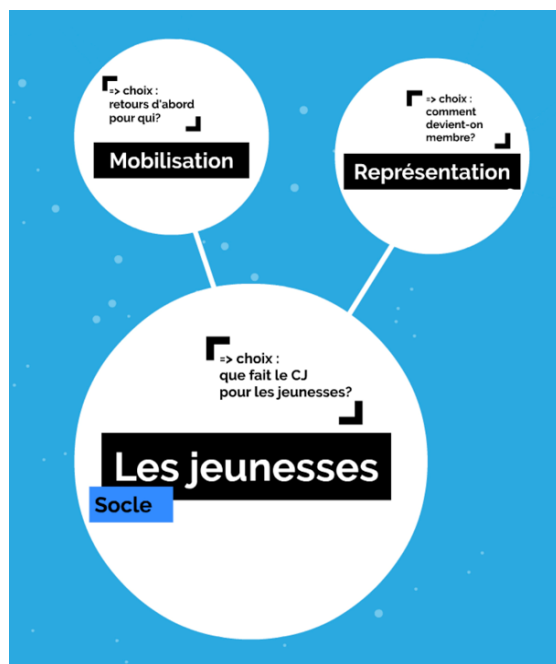 => choix :
retours d'abord
pour qui?
Mobilisation
=> choix :
comment
devient-on
membre?
Représentation
=> choix :
que fait le CJ
pour les jeunesses?
Les jeunesses
Socle